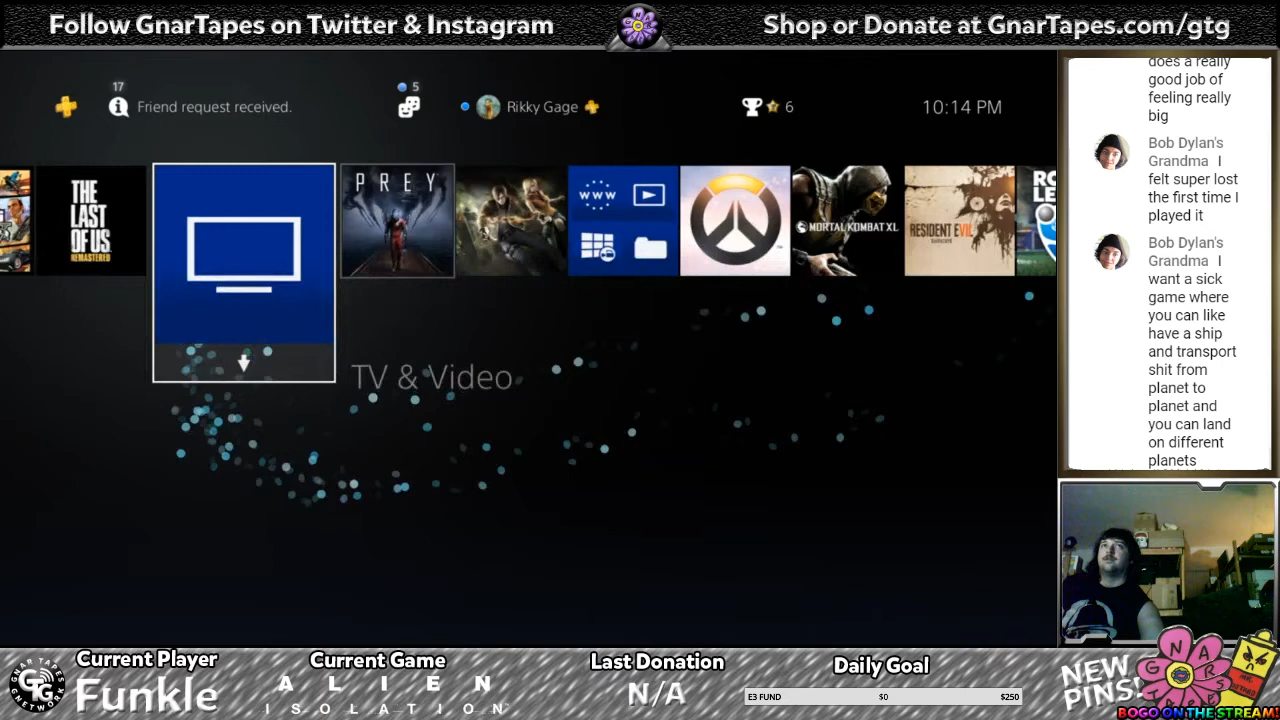 Follow GnarTapes on Twitter & Instagram
Shop or Donate at GnarTapes.com/gtg
17
Friend request received.
5
Rikky Gage
6
10:14 PM
THE
LAST
OF US
REMASTERED
PREY
WWW
MORTAL KOMBAT XL
RESIDENT EVIL
TV & Video
does a really
good job of
feeling really
big
Bob Dylan's
Grandma I
felt super lost
the first time I
played it
Bob Dylan's
Grandma I
want a sick
game where
you can like
have a ship
and transport
shit from
planet to
planet and
you can land
on different
planets
GNAR TAPES
GTG
GNETWORK
Current Player
Funkle
Current Game
ALIEN
ISOLATION
Last Donation
N/A
Daily Goal
E3 FUND $0 $250
NEW
PINS!
GNAR
BOGO ON THE STREAM!